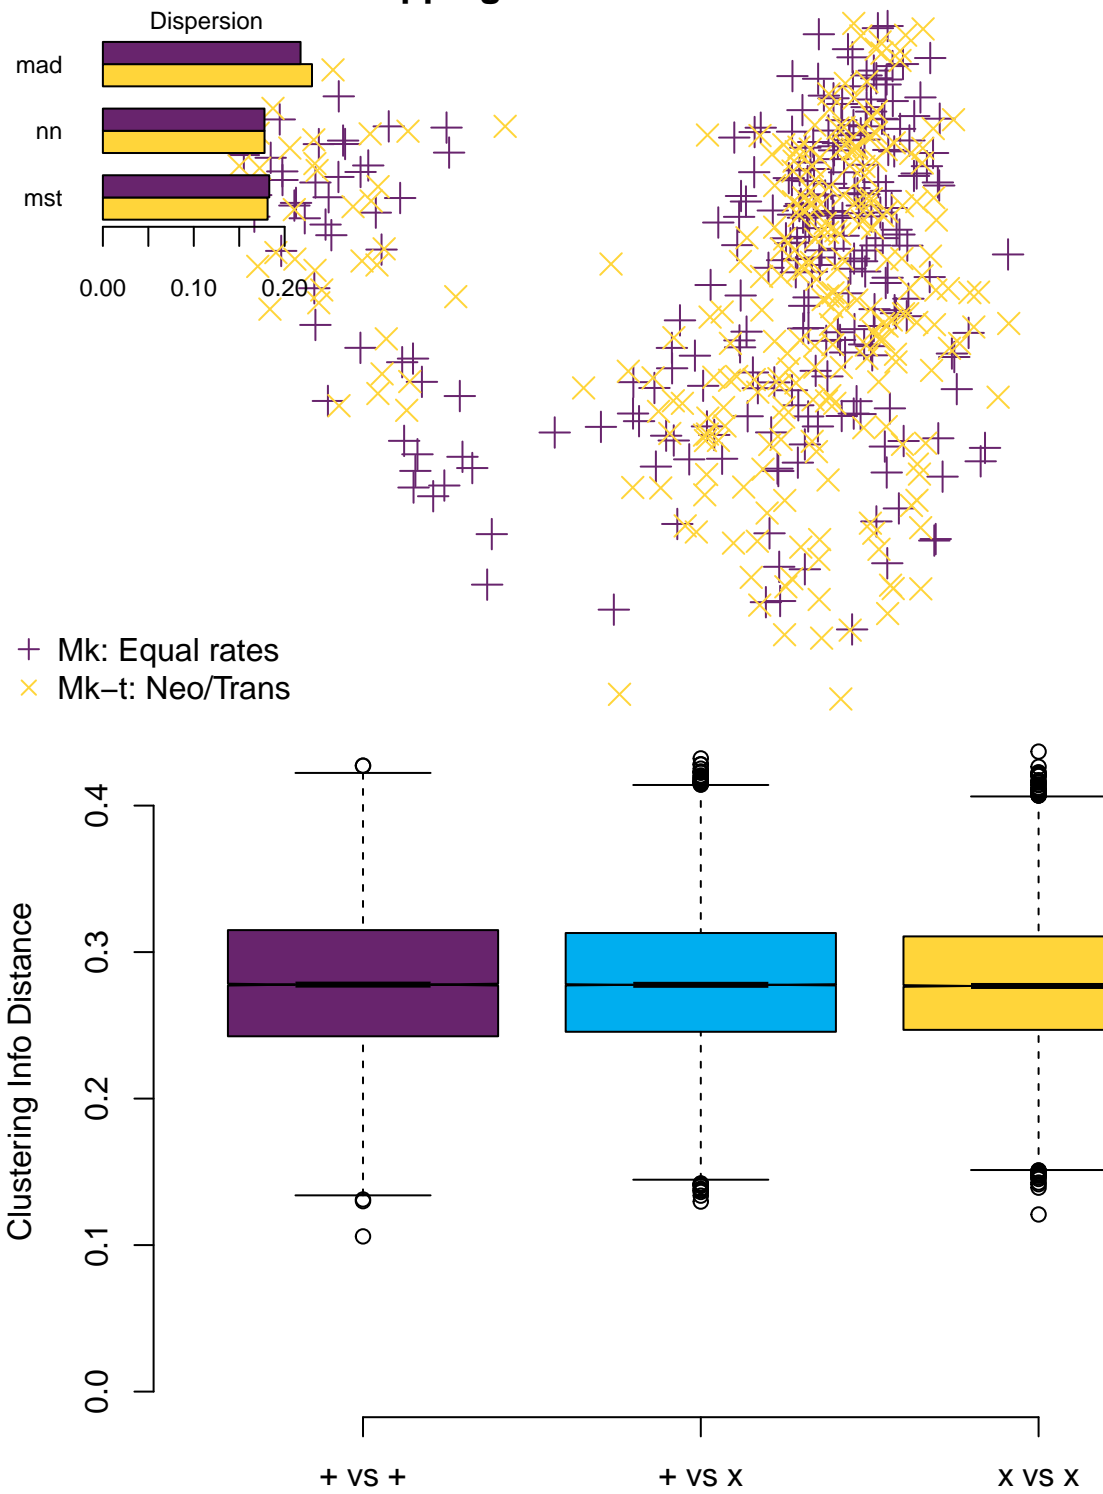 Dispersion
mad
nn
mst
0.00 0.10 0.20
+ Mk: Equal rates
× Mk−t: Neo/Trans
Clustering Info Distance
0.4
0.3
0.2
0.1
0.0
+ vs +
+ vs x
x vs x